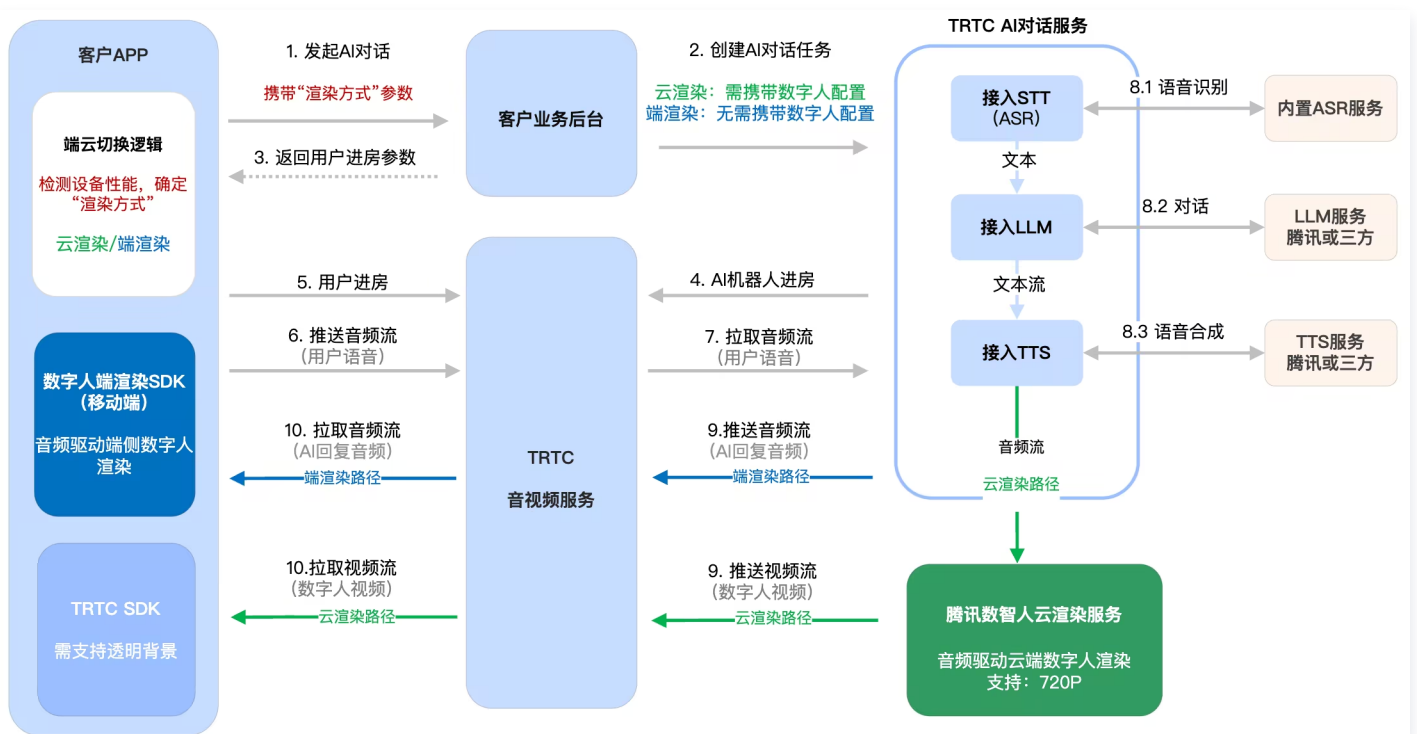 TRTC AI对话服务
客户APP
端云切换逻辑
检测设备性能，确定
“渲染方式”
云渲染/端渲染
数字人端渲染SDK
（移动端）
音频驱动端侧数字人
渲染
TRTC SDK
需支持透明背景
1. 发起AI对话
携带“渲染方式”参数
3. 返回用户进房参数
客户业务后台
2. 创建AI对话任务
云渲染：需携带数字人配置
端渲染：无需携带数字人配置
5. 用户进房
6. 推送音频流
（用户语音）
10. 拉取音频流
（AI回复音频）
端渲染路径
10.拉取视频流
（数字人视频）
云渲染路径
TRTC
音视频服务
4. AI机器人进房
7. 拉取音频流
（用户语音）
9.推送音频流
（AI回复音频）
端渲染路径
9. 推送视频流
（数字人视频）
云渲染路径
接入STT
（ASR）
文本
接入LLM
文本流
接入TTS
音频流
云渲染路径
8.1 语音识别
内置ASR服务
8.2 对话
LLM服务
腾讯或三方
8.3 语音合成
TTS服务
腾讯或三方
腾讯数智人云渲染服务
音频驱动云端数字人渲染
支持：720P